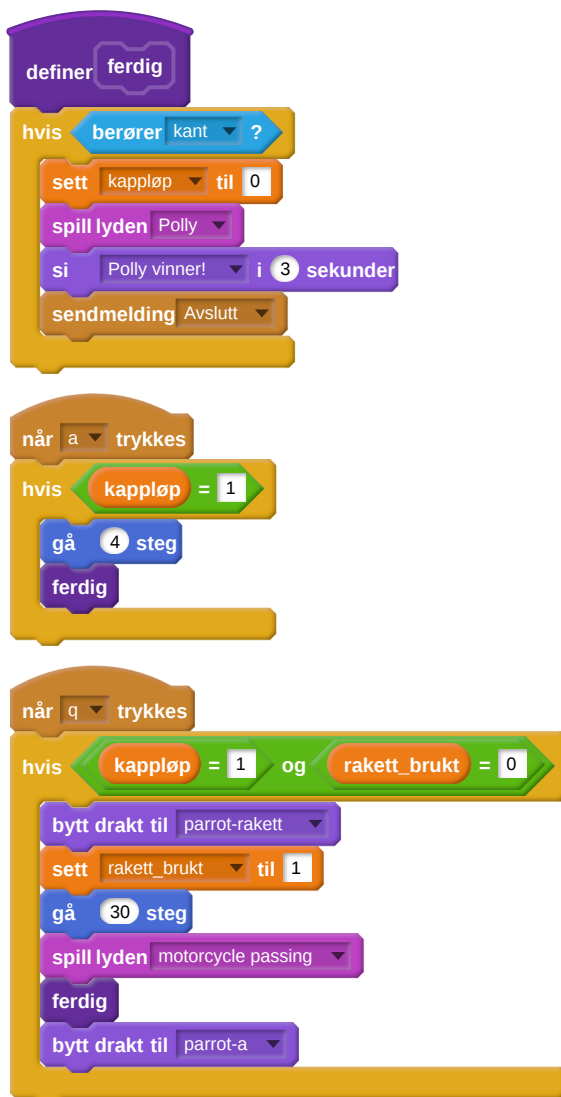 definer ferdig
hvis berører kant ?
sett kappløp til 0
spill lyden Polly
si Polly vinner! i 3 sekunder
sendmelding Avslutt
når a trykkes
hvis kappløp = 1
gå 4 steg
ferdig
når q trykkes
hvis kappløp = 1 og rakett_brukt = 0
bytt drakt til parrot-rakett
sett rakett_brukt til 1
gå 30 steg
spill lyden motorcycle passing
ferdig
bytt drakt til parrot-a